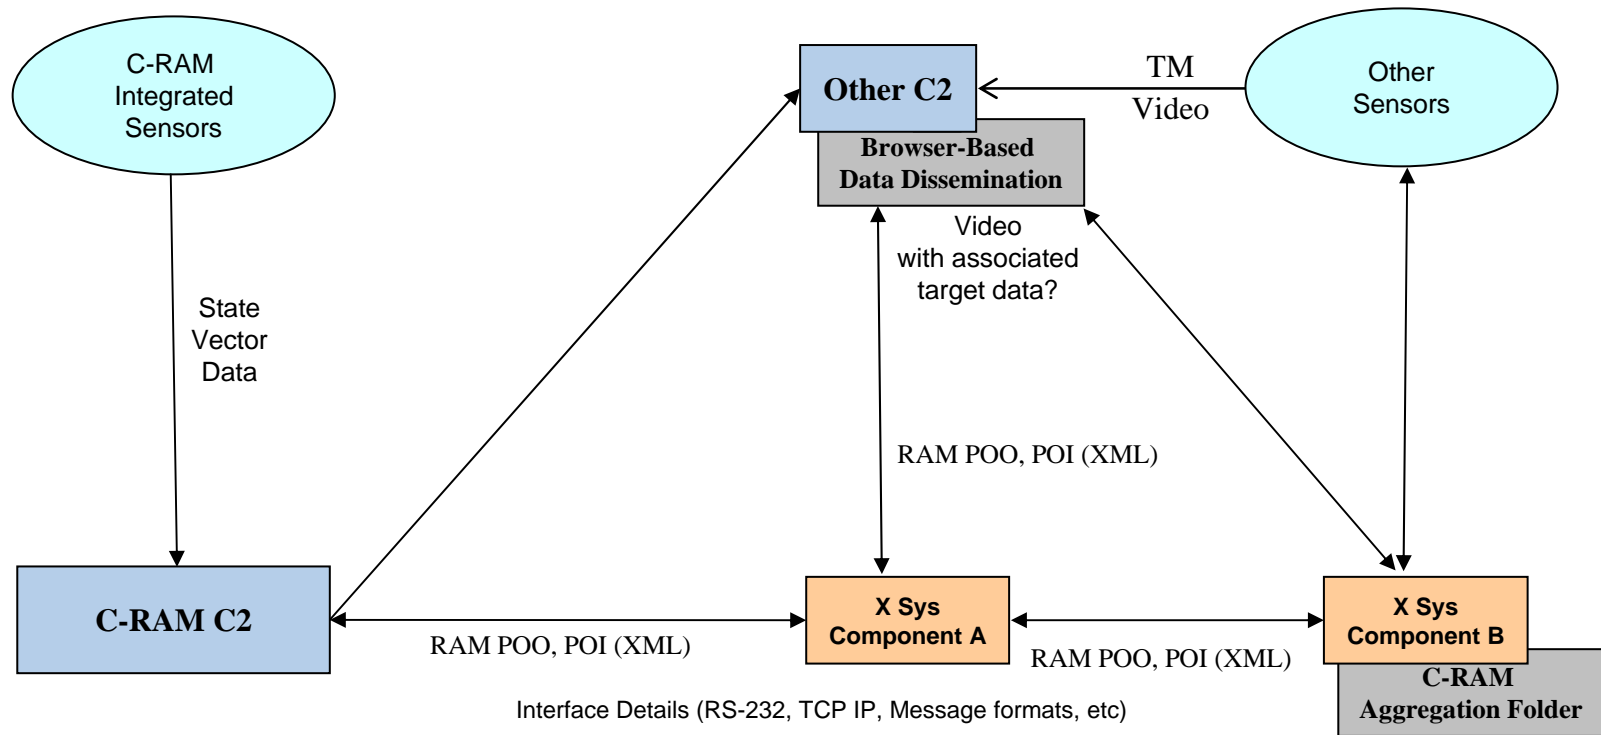 C-RAM
Integrated
Sensors
Other C2
TM
Video
Other
Sensors
Browser-Based
Data Dissemination
Video
with associated
target data?
State
Vector
Data
RAM POO, POI (XML)
C-RAM C2
RAM POO, POI (XML)
X Sys
Component A
RAM POO, POI (XML)
X Sys
Component B
C-RAM
Aggregation Folder
Interface Details (RS-232, TCP IP, Message formats, etc)